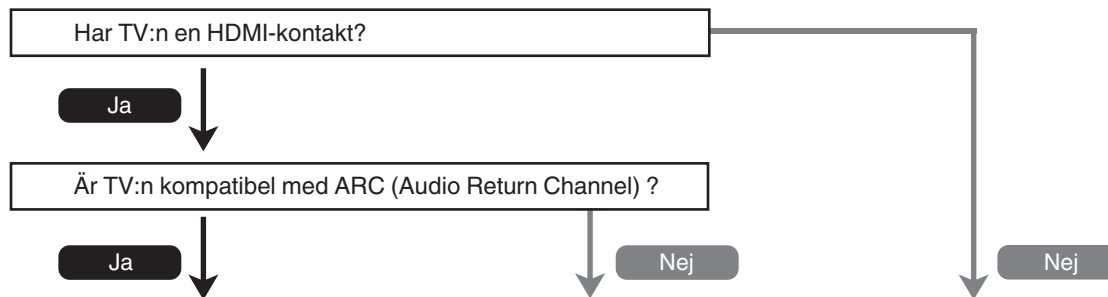 Har TV:n en HDMI-kontakt?
Ja
Är TV:n kompatibel med ARC (Audio Return Channel) ?
Ja
Nej
Nej